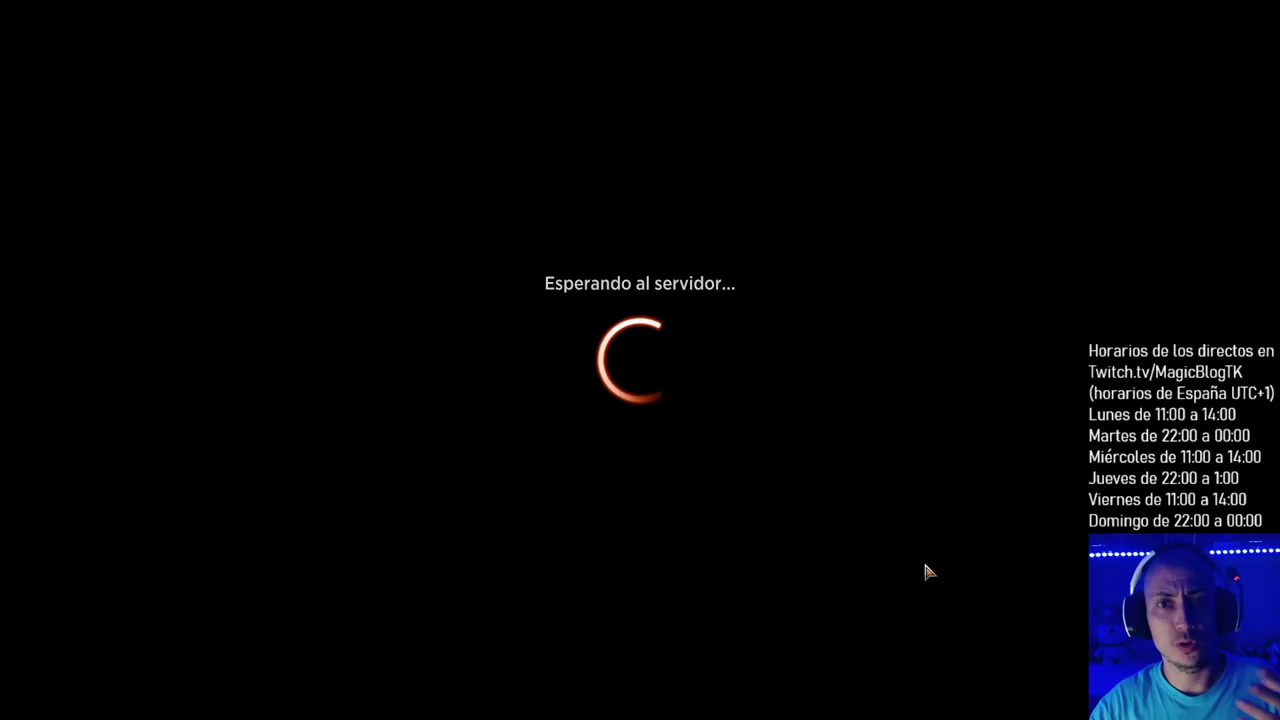 Esperando al servidor...
Horarios de los directos en
Twitch.tv/MagicBlogTK
(horarios de España UTC+1)
Lunes de 11:00 a 14:00
Martes de 22:00 a 00:00
Miércoles de 11:00 a 14:00
Jueves de 22:00 a 1:00
Viernes de 11:00 a 14:00
Domingo de 22:00 a 00:00